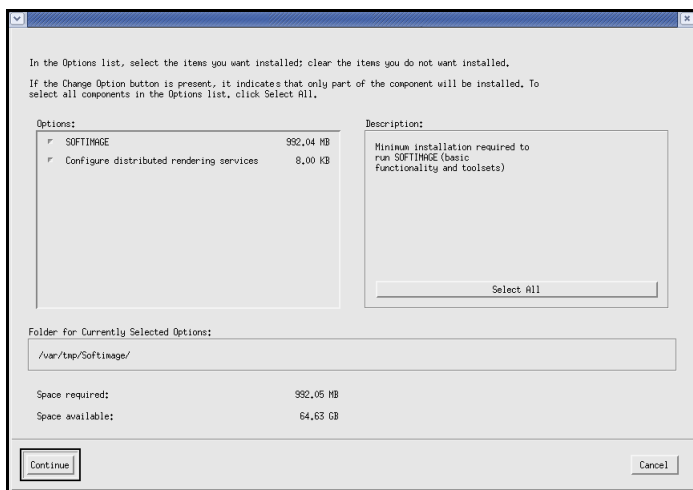 In the Options list, select the items you want installed; clear the items you do not want installed.
If the Change Option button is present, it indicates that only part of the component will be installed. To
select all components in the Options list, click Select All.
Options:
SOFTIMAGE 992.04 MB
Configure distributed rendering services 8.00 KB
Description:
Minimum installation required to
run SOFTIMAGE (basic
functionality and toolsets)
Select All
Folder for Currently Selected Options:
/var/tmp/Softimage/
Space required: 992.05 MB
Space available: 64.63 GB
Continue
Cancel